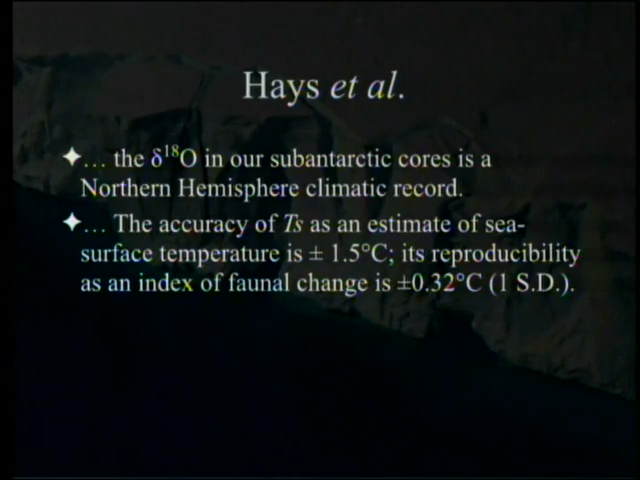 Hays et al.
✦… the δ¹⁸O in our subantarctic cores is a
Northern Hemisphere climatic record.
✦… The accuracy of Ts as an estimate of sea-
surface temperature is ± 1.5°C; its reproducibility
as an index of faunal change is ±0.32°C (1 S.D.).